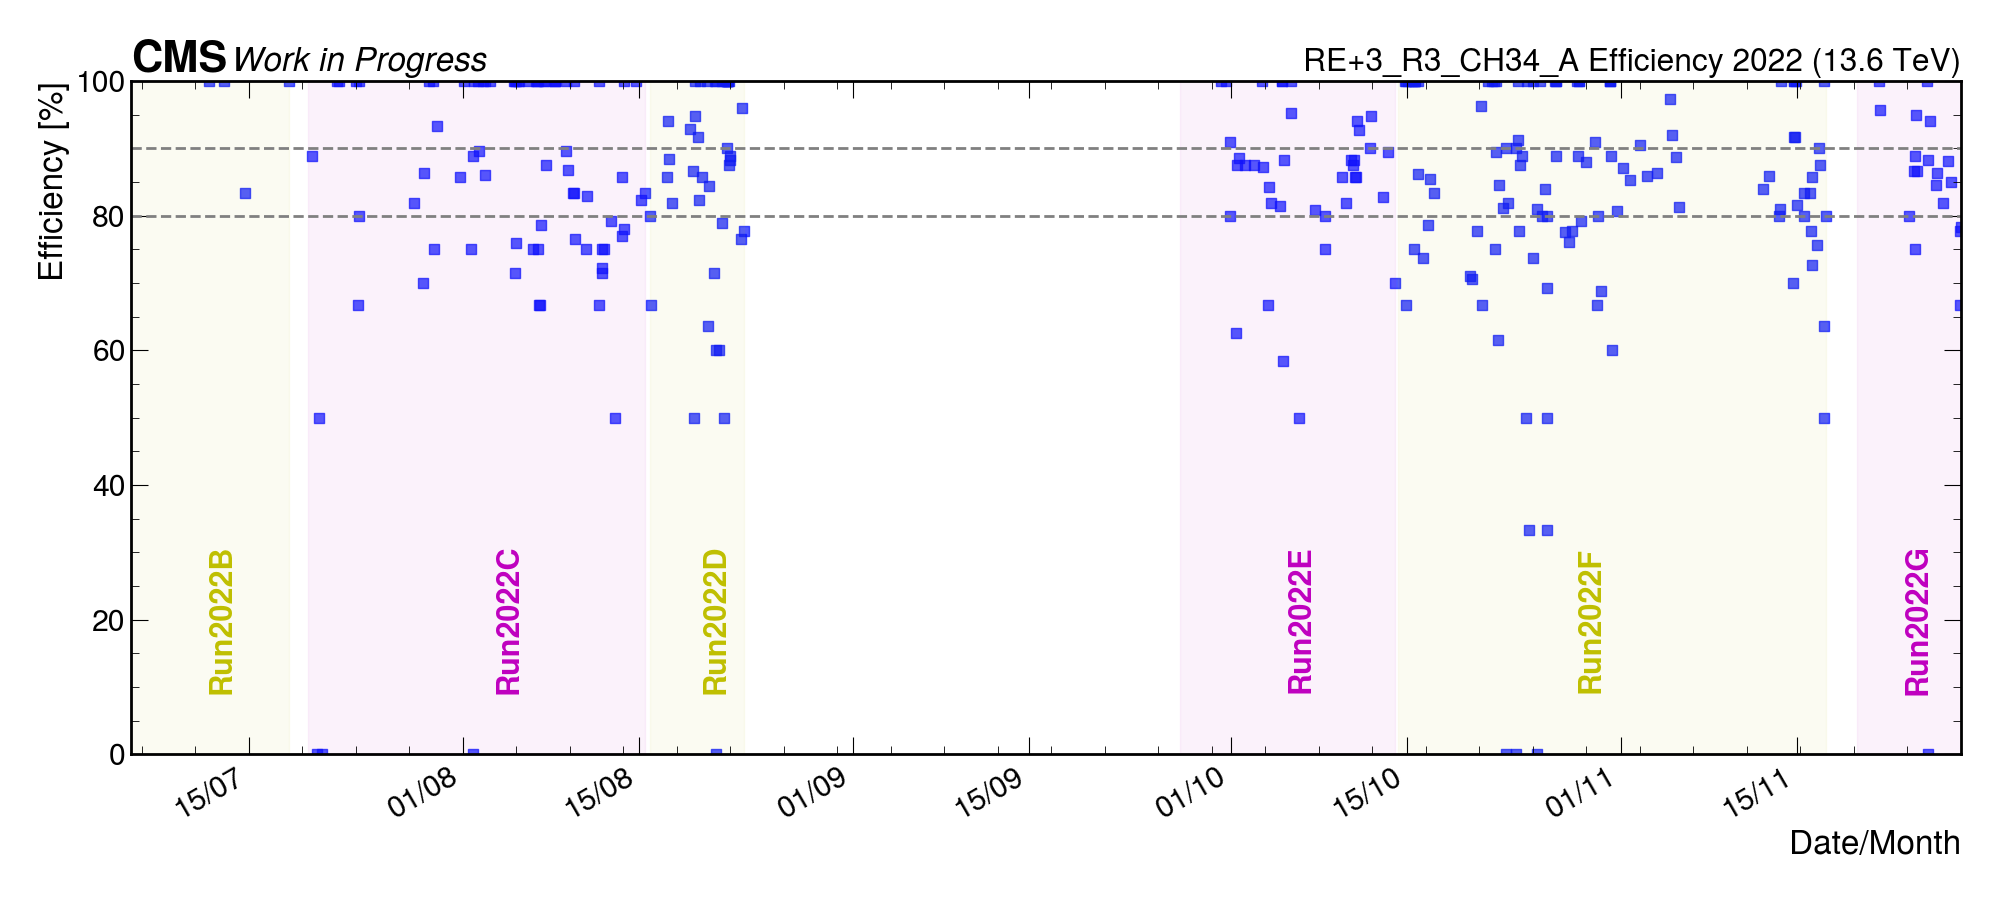 CMS Work in Progress
RE+3_R3_CH34_A Efficiency 2022 (13.6 TeV)
Efficiency [%]
100
80
60
40
20
0
Run2022B
Run2022C
Run2022D
Run2022E
Run2022F
Run2022G
15/07
01/08
15/08
01/09
15/09
01/10
15/10
01/11
15/11
Date/Month